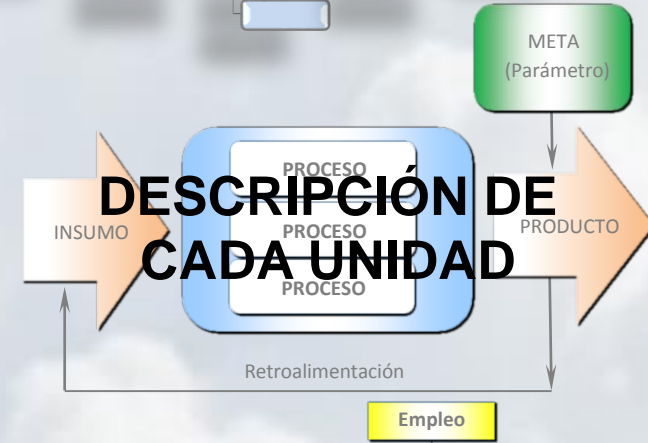 META
(Parámetro)
PROCESO
DESCRIPCIÓN DE
INSUMO
PROCESO
PRODUCTO
CADA UNIDAD
PROCESO
Retroalimentación
Empleo